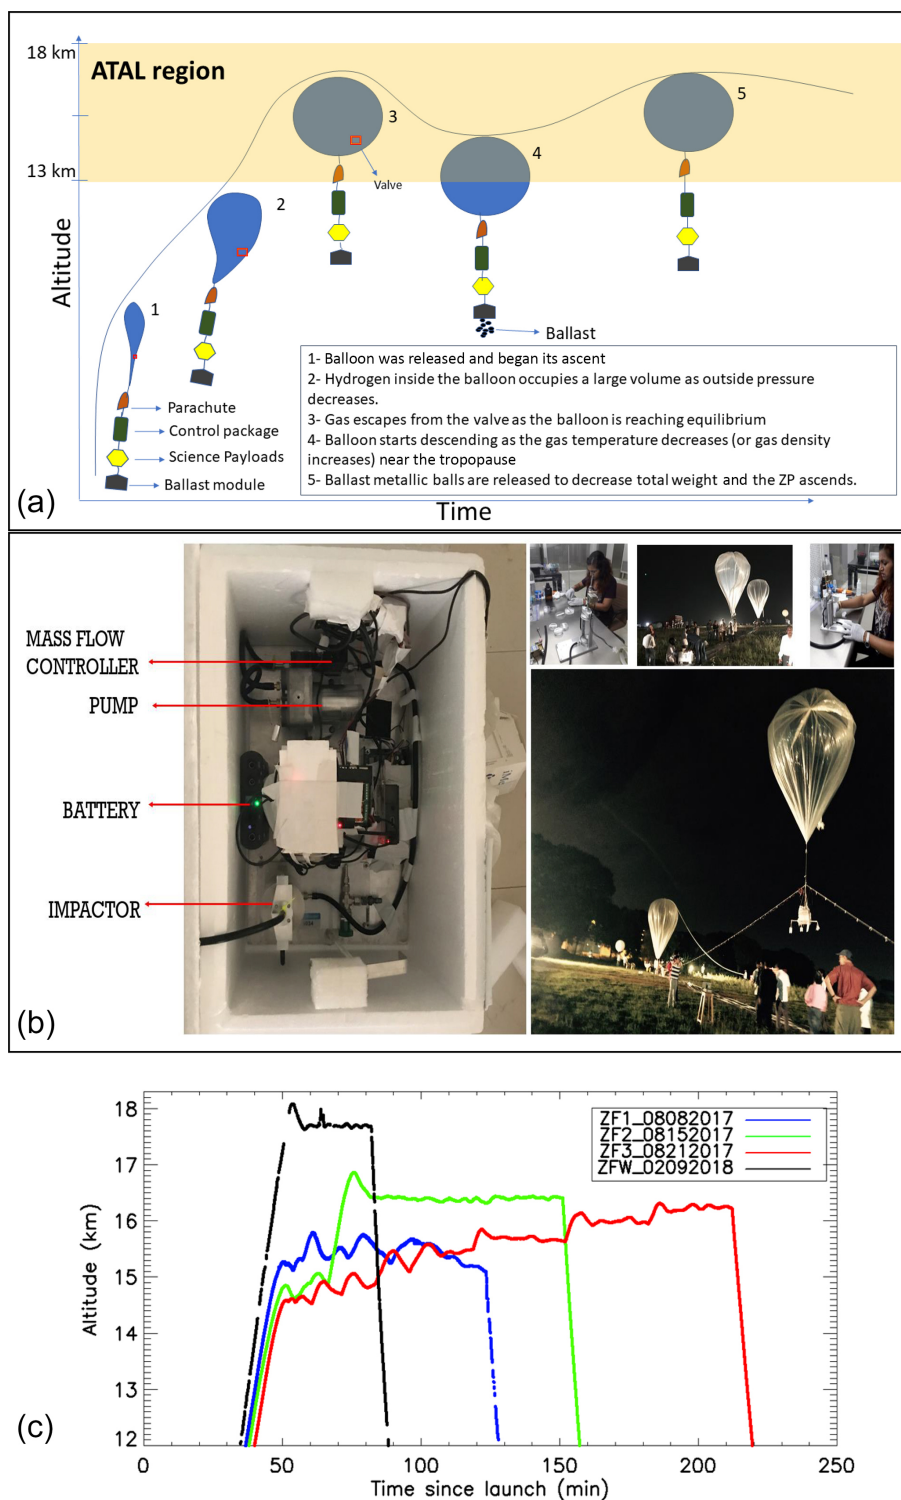 18 km
ATAL region
13 km
Altitude
1
2
3
Valve
4
5
Ballast
Parachute
Control package
Science Payloads
Ballast module
1- Balloon was released and began its ascent
2- Hydrogen inside the balloon occupies a large volume as outside pressure
decreases.
3- Gas escapes from the valve as the balloon is reaching equilibrium
4- Balloon starts descending as the gas temperature decreases (or gas density
increases) near the tropopause
5- Ballast metallic balls are released to decrease total weight and the ZP ascends.
Time
(a)
MASS FLOW
CONTROLLER
PUMP
BATTERY
IMPACTOR
(b)
ZF1_08082017
ZF2_08152017
ZF3_08212017
ZFW_02092018
Altitude (km)
18
17
16
15
14
13
12
0 50 100 150 200 250
Time since launch (min)
(c)